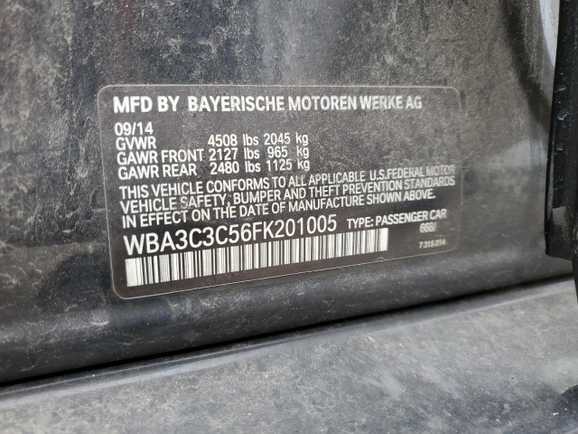 MFD BY BAYERISCHE MOTOREN WERKE AG
09/14
GVWR 4508 lbs 2045 kg
GAWR FRONT 2127 lbs 965 kg
GAWR REAR 2480 lbs 1125 kg
THIS VEHICLE CONFORMS TO ALL APPLICABLE U.S.FEDERAL MOTOR
VEHICLE SAFETY, BUMPER AND THEFT PREVENTION STANDARDS
IN EFFECT ON THE DATE OF MANUFACTURE SHOWN ABOVE.
WBA3C3C56FK201005 TYPE: PASSENGER CAR
668/